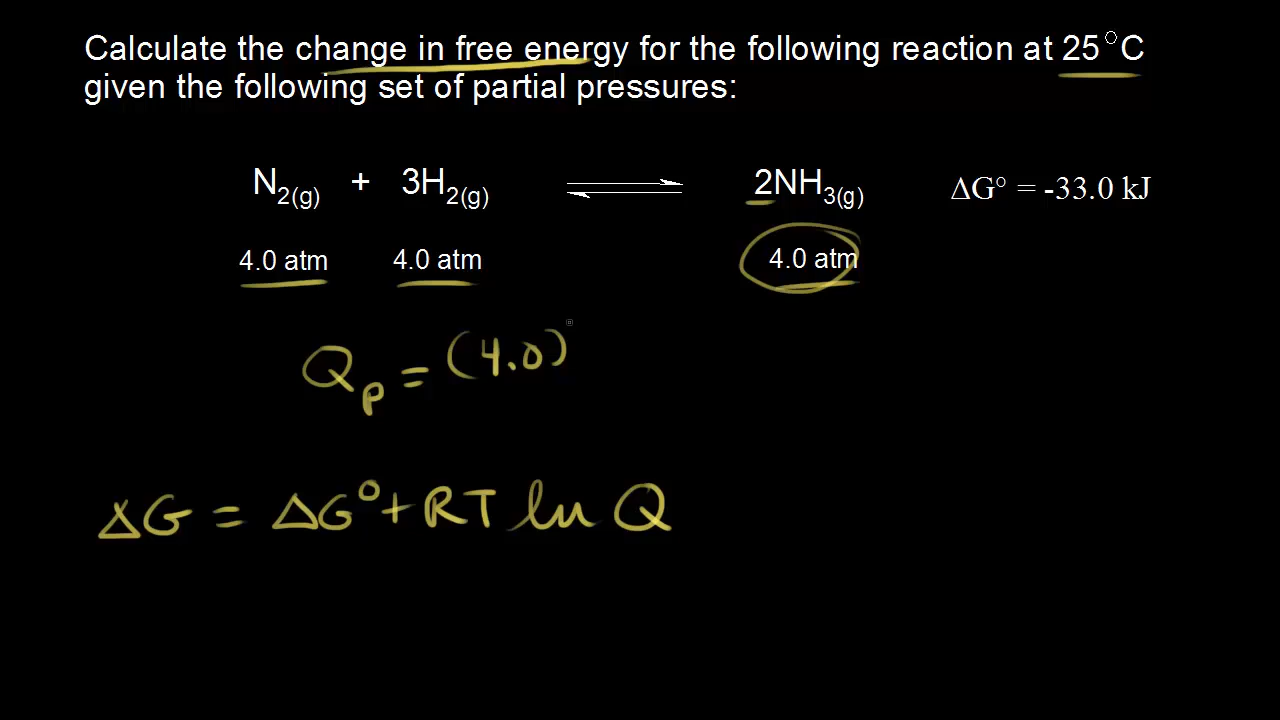 Calculate the change in free energy for the following reaction at 25°C
given the following set of partial pressures:
N2(g) + 3H2(g) ⇌ 2NH3(g) ΔG° = -33.0 kJ
4.0 atm 4.0 atm 4.0 atm
Qp = (4.0)
ΔG = ΔG° + RT ln Q